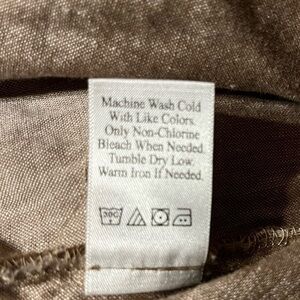 Machine Wash Cold
With Like Colors.
Only Non-Chlorine
Bleach When Needed.
Tumble Dry Low.
Warm Iron If Needed.
30C